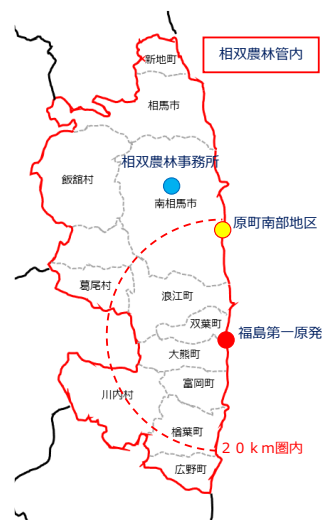 相双農林管内
新地町
相馬市
相双農林事務所
飯舘村
南相馬市
原町南部地区
葛尾村
浪江町
双葉町
福島第一原発
大熊町
富岡町
川内村
楢葉町
２０ｋｍ圏内
広野町